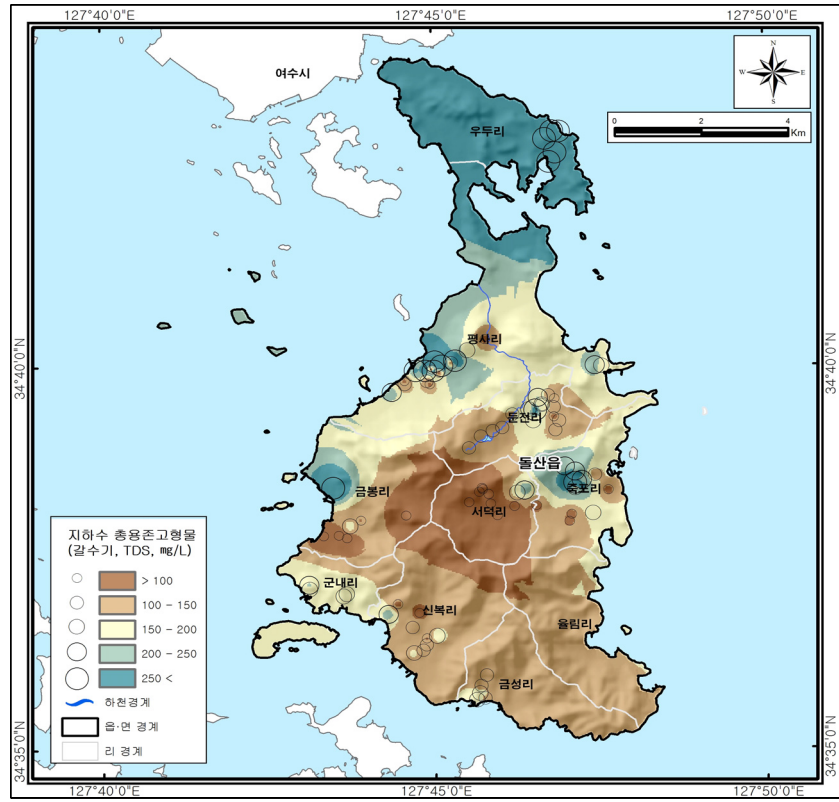 127°40'0"E
127°45'0"E
127°50'0"E
여수시
N
W
E
S
우두리
0
2
4
Km
평사리
34°40'0"N
34°40'0"N
둔전리
돌산읍
금봉리
죽포리
서덕리
지하수 총용존고형물
(갈수기, TDS, ㎎/L)
> 100
100 - 150
150 - 200
200 - 250
250 <
하천경계
읍·면 경계
리 경계
군내리
신복리
율림리
금성리
34°35'0"N
34°35'0"N
127°40'0"E
127°45'0"E
127°50'0"E